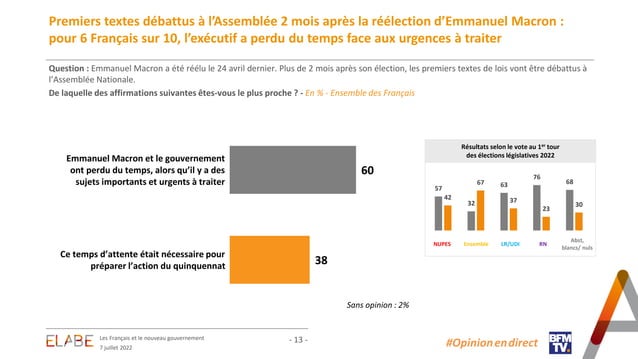 Premiers textes débattus à l'Assemblée 2 mois après la réélection d'Emmanuel Macron :
pour 6 Français sur 10, l'exécutif a perdu du temps face aux urgences à traiter
Question : Emmanuel Macron a été réélu le 24 avril dernier. Plus de 2 mois après son élection, les premiers textes de lois vont être débattus à
l'Assemblée Nationale.
De laquelle des affirmations suivantes êtes-vous le plus proche ? - En % - Ensemble des Français
Emmanuel Macron et le gouvernement
ont perdu du temps, alors qu'il y a des
sujets importants et urgents à traiter
60
Ce temps d'attente était nécessaire pour
préparer l'action du quinquennat
38
Résultats selon le vote au 1er tour
des élections législatives 2022
57 42 32 67 63 37 76 23 68 30
NUPES Ensemble LR/UDI RN Abst,
blancs/ nuls
Sans opinion : 2%
ELABE
Les Français et le nouveau gouvernement
7 juillet 2022
- 13 -
#Opinion en direct
BFM
TV.